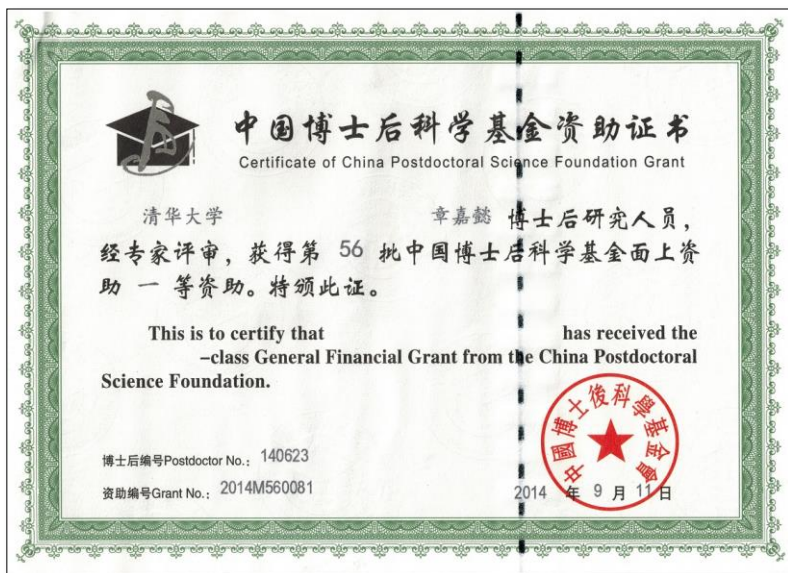 中国博士后科学基金资助证书
Certificate of China Postdoctoral Science Foundation Grant
清华大学 章嘉懿 博士后研究人员，
经专家评审，获得第 56 批中国博士后科学基金面上资
助 一 等资助。特颁此证。
This is to certify that has received the
-class General Financial Grant from the China Postdoctoral
Science Foundation.
博士后编号Postdoctor No.： 140623
资助编号Grant No.： 2014M560081
2014 年 9 月 11 日
中國博士後科學基金會